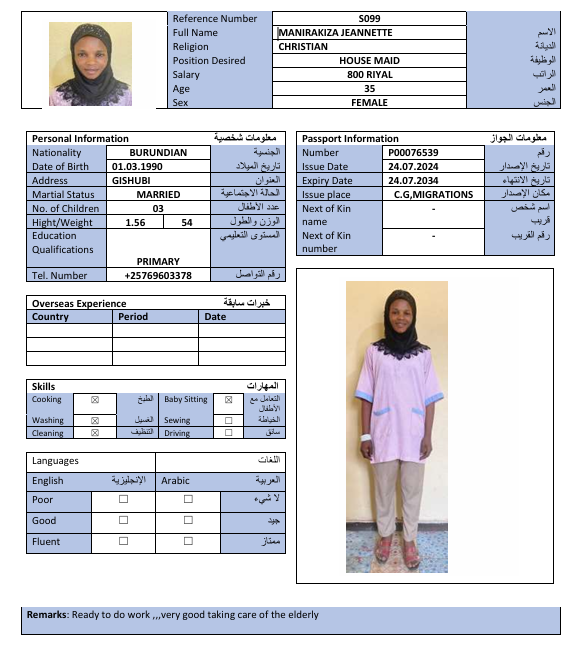 Reference Number S099
Full Name MANIRAKIZA JEANNETTE الاسم
Religion CHRISTIAN الديانة
Position Desired HOUSE MAID الوظيفة
Salary 800 RIYAL الراتب
Age 35 العمر
Sex FEMALE الجنس
Personal Information معلومات شخصية
Nationality BURUNDIAN الجنسية
Date of Birth 01.03.1990 تاريخ الميلاد
Address GISHUBI العنوان
Martial Status MARRIED الحالة الاجتماعية
No. of Children 03 عدد الأطفال
Hight/Weight 1.56 54 الوزن والطول
Education المستوى التعليمي
Qualifications
PRIMARY
Tel. Number +25769603378 رقم التواصل
Passport Information معلومات الجواز
Number P00076539 رقم
Issue Date 24.07.2024 تاريخ الإصدار
Expiry Date 24.07.2034 تاريخ الانتهاء
Issue place C.G,MIGRATIONS مكان الإصدار
Next of Kin - اسم شخص
name قريب
Next of Kin - رقم القريب
number
Overseas Experience خبرات سابقة
Country Period Date
Skills المهارات
Cooking ☒ الطبخ Baby Sitting ☒ التعامل مع
الأطفال
Washing ☒ الغسيل Sewing ☐ الخياطة
Cleaning ☒ التنظيف Driving ☐ سائق
Languages اللغات
English الإنجليزية Arabic العربية
Poor ☐ ☐ لا شيء
Good ☐ ☐ جيد
Fluent ☐ ☐ ممتاز
Remarks: Ready to do work ,,,very good taking care of the elderly